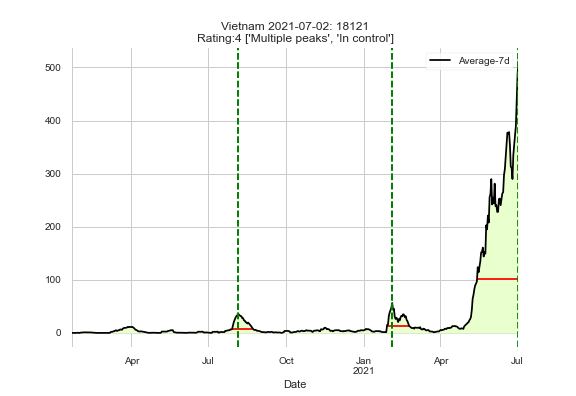 Vietnam 2021-07-02: 18121
Rating:4 ['Multiple peaks', 'In control']
Average-7d
500
400
300
200
100
0
Apr Jul Oct Jan Apr Jul
2021
Date